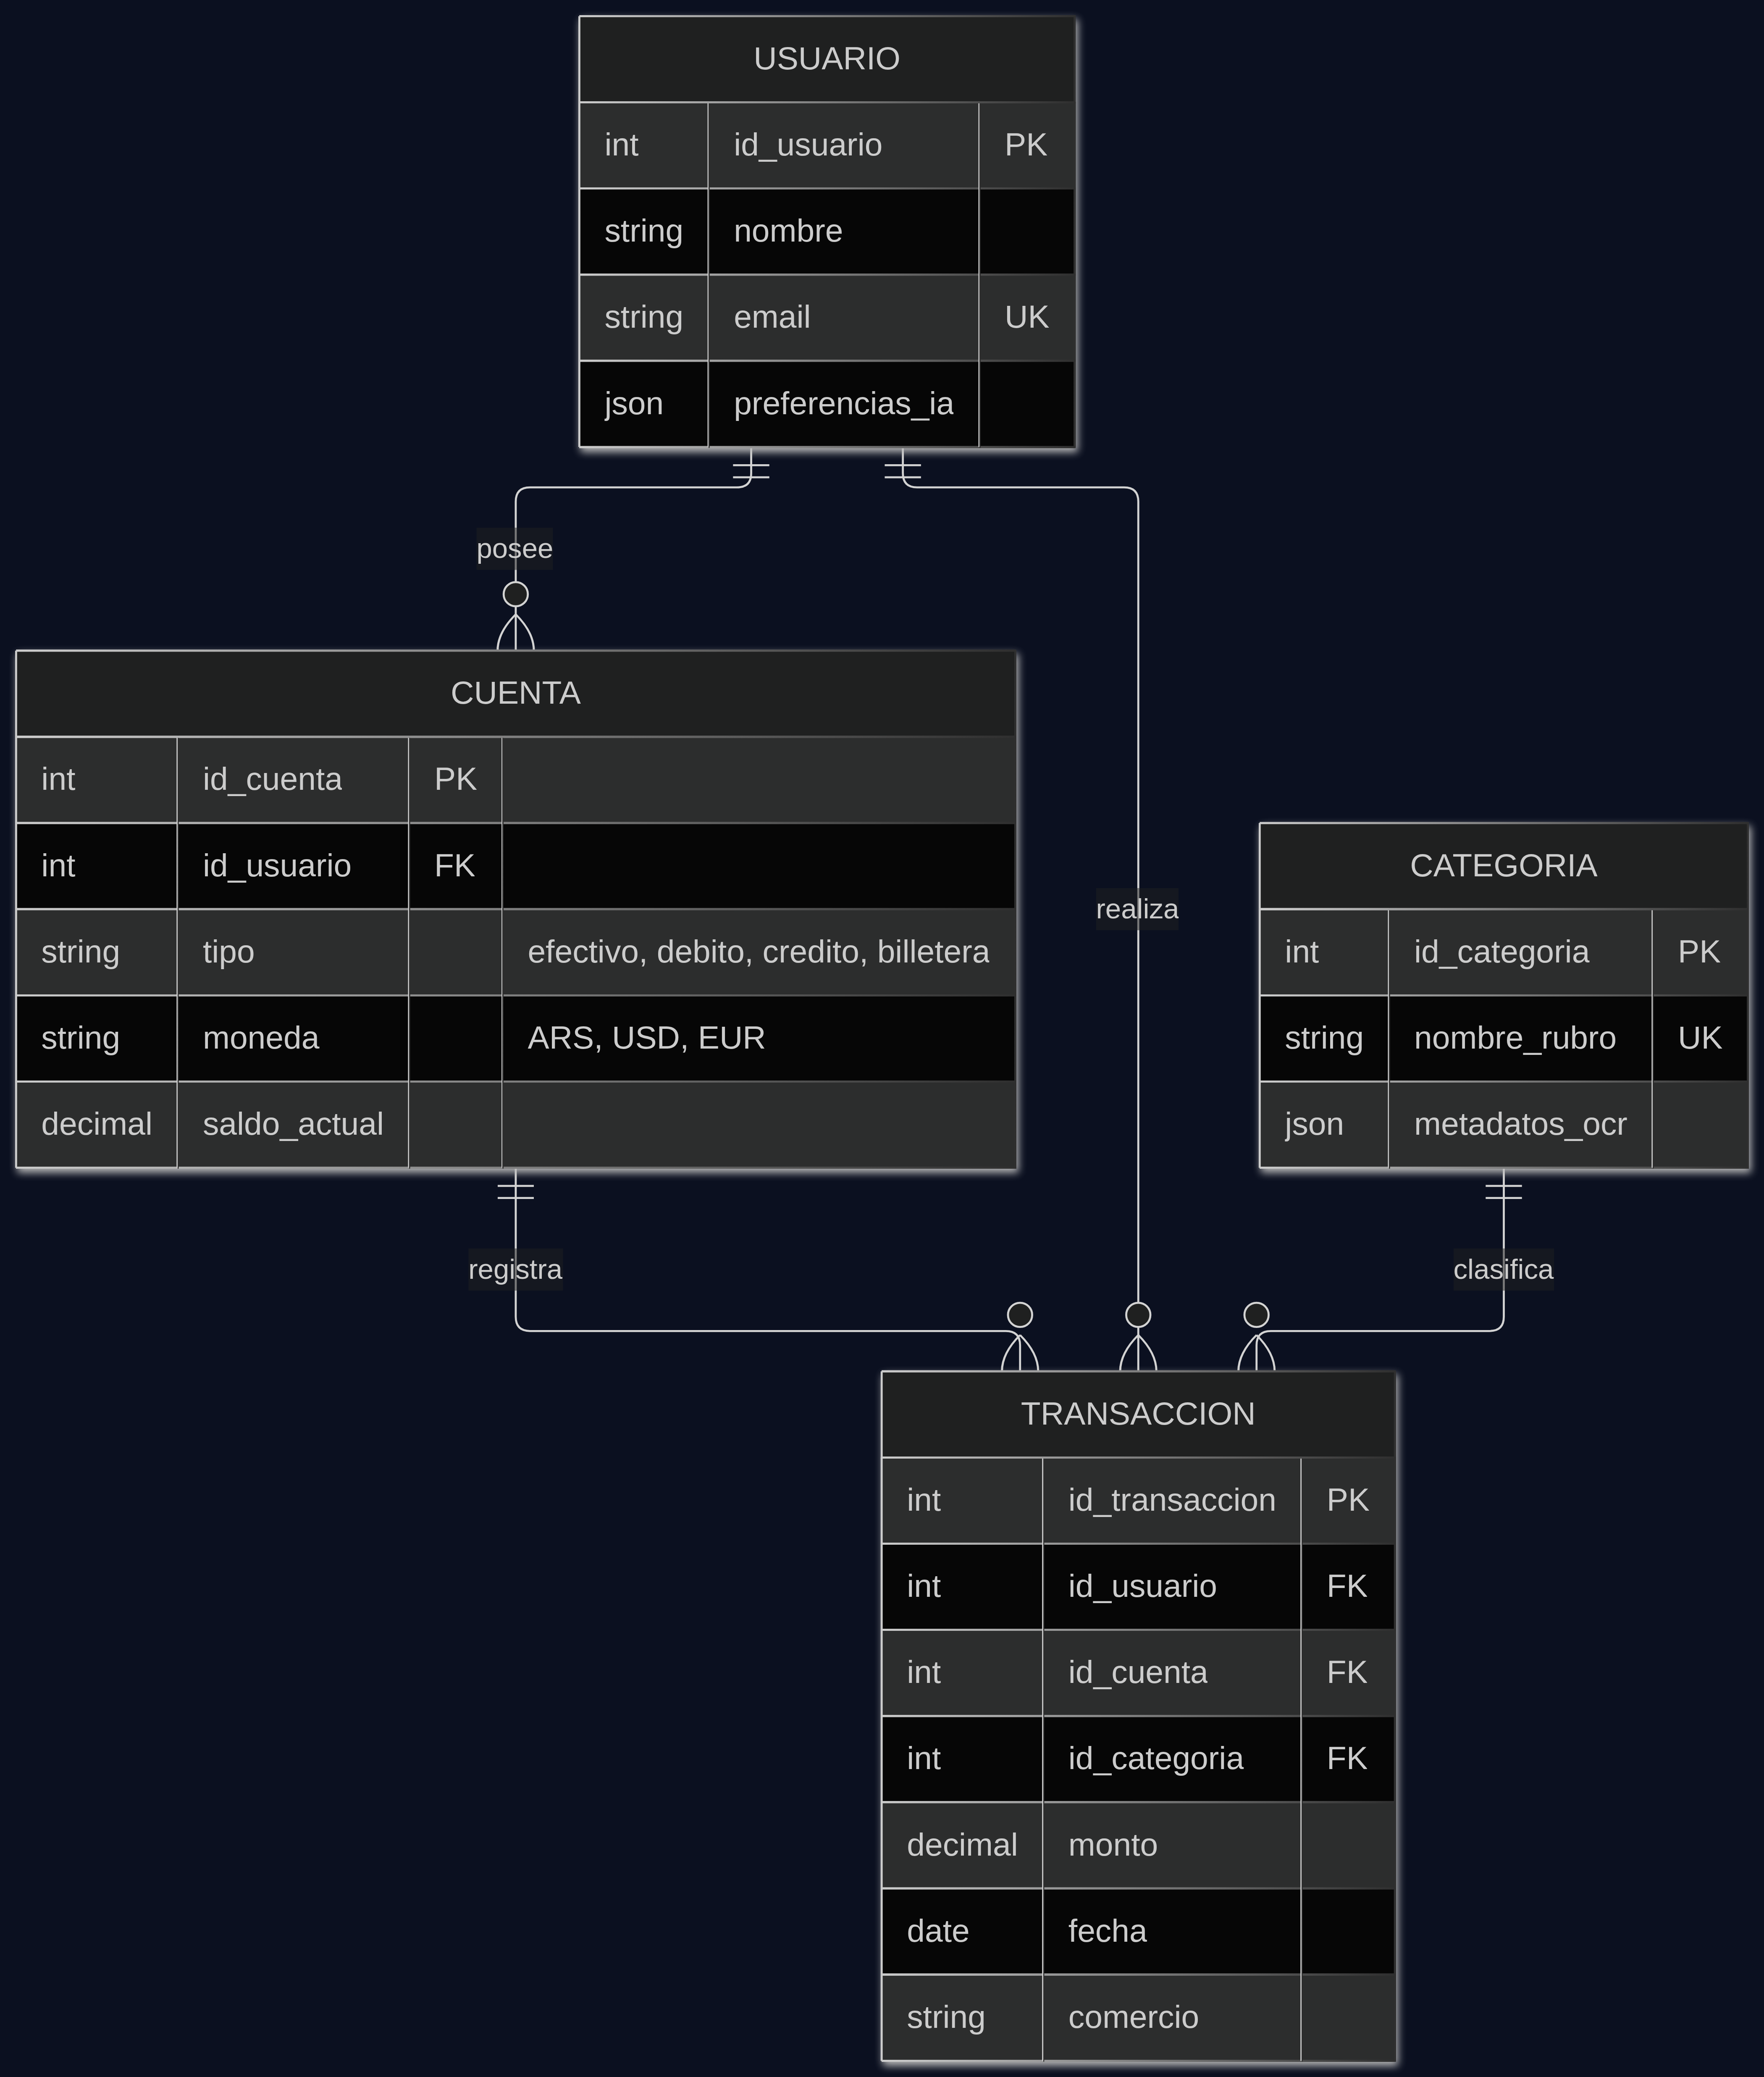 USUARIO
int id_usuario PK
string nombre
string email UK
json preferencias_ia
posee
CUENTA
int id_cuenta PK
int id_usuario FK
string tipo efectivo, debito, credito, billetera
string moneda ARS, USD, EUR
decimal saldo_actual
realiza
CATEGORIA
int id_categoria PK
string nombre_rubro UK
json metadatos_ocr
registra
clasifica
TRANSACCION
int id_transaccion PK
int id_usuario FK
int id_cuenta FK
int id_categoria FK
decimal monto
date fecha
string comercio